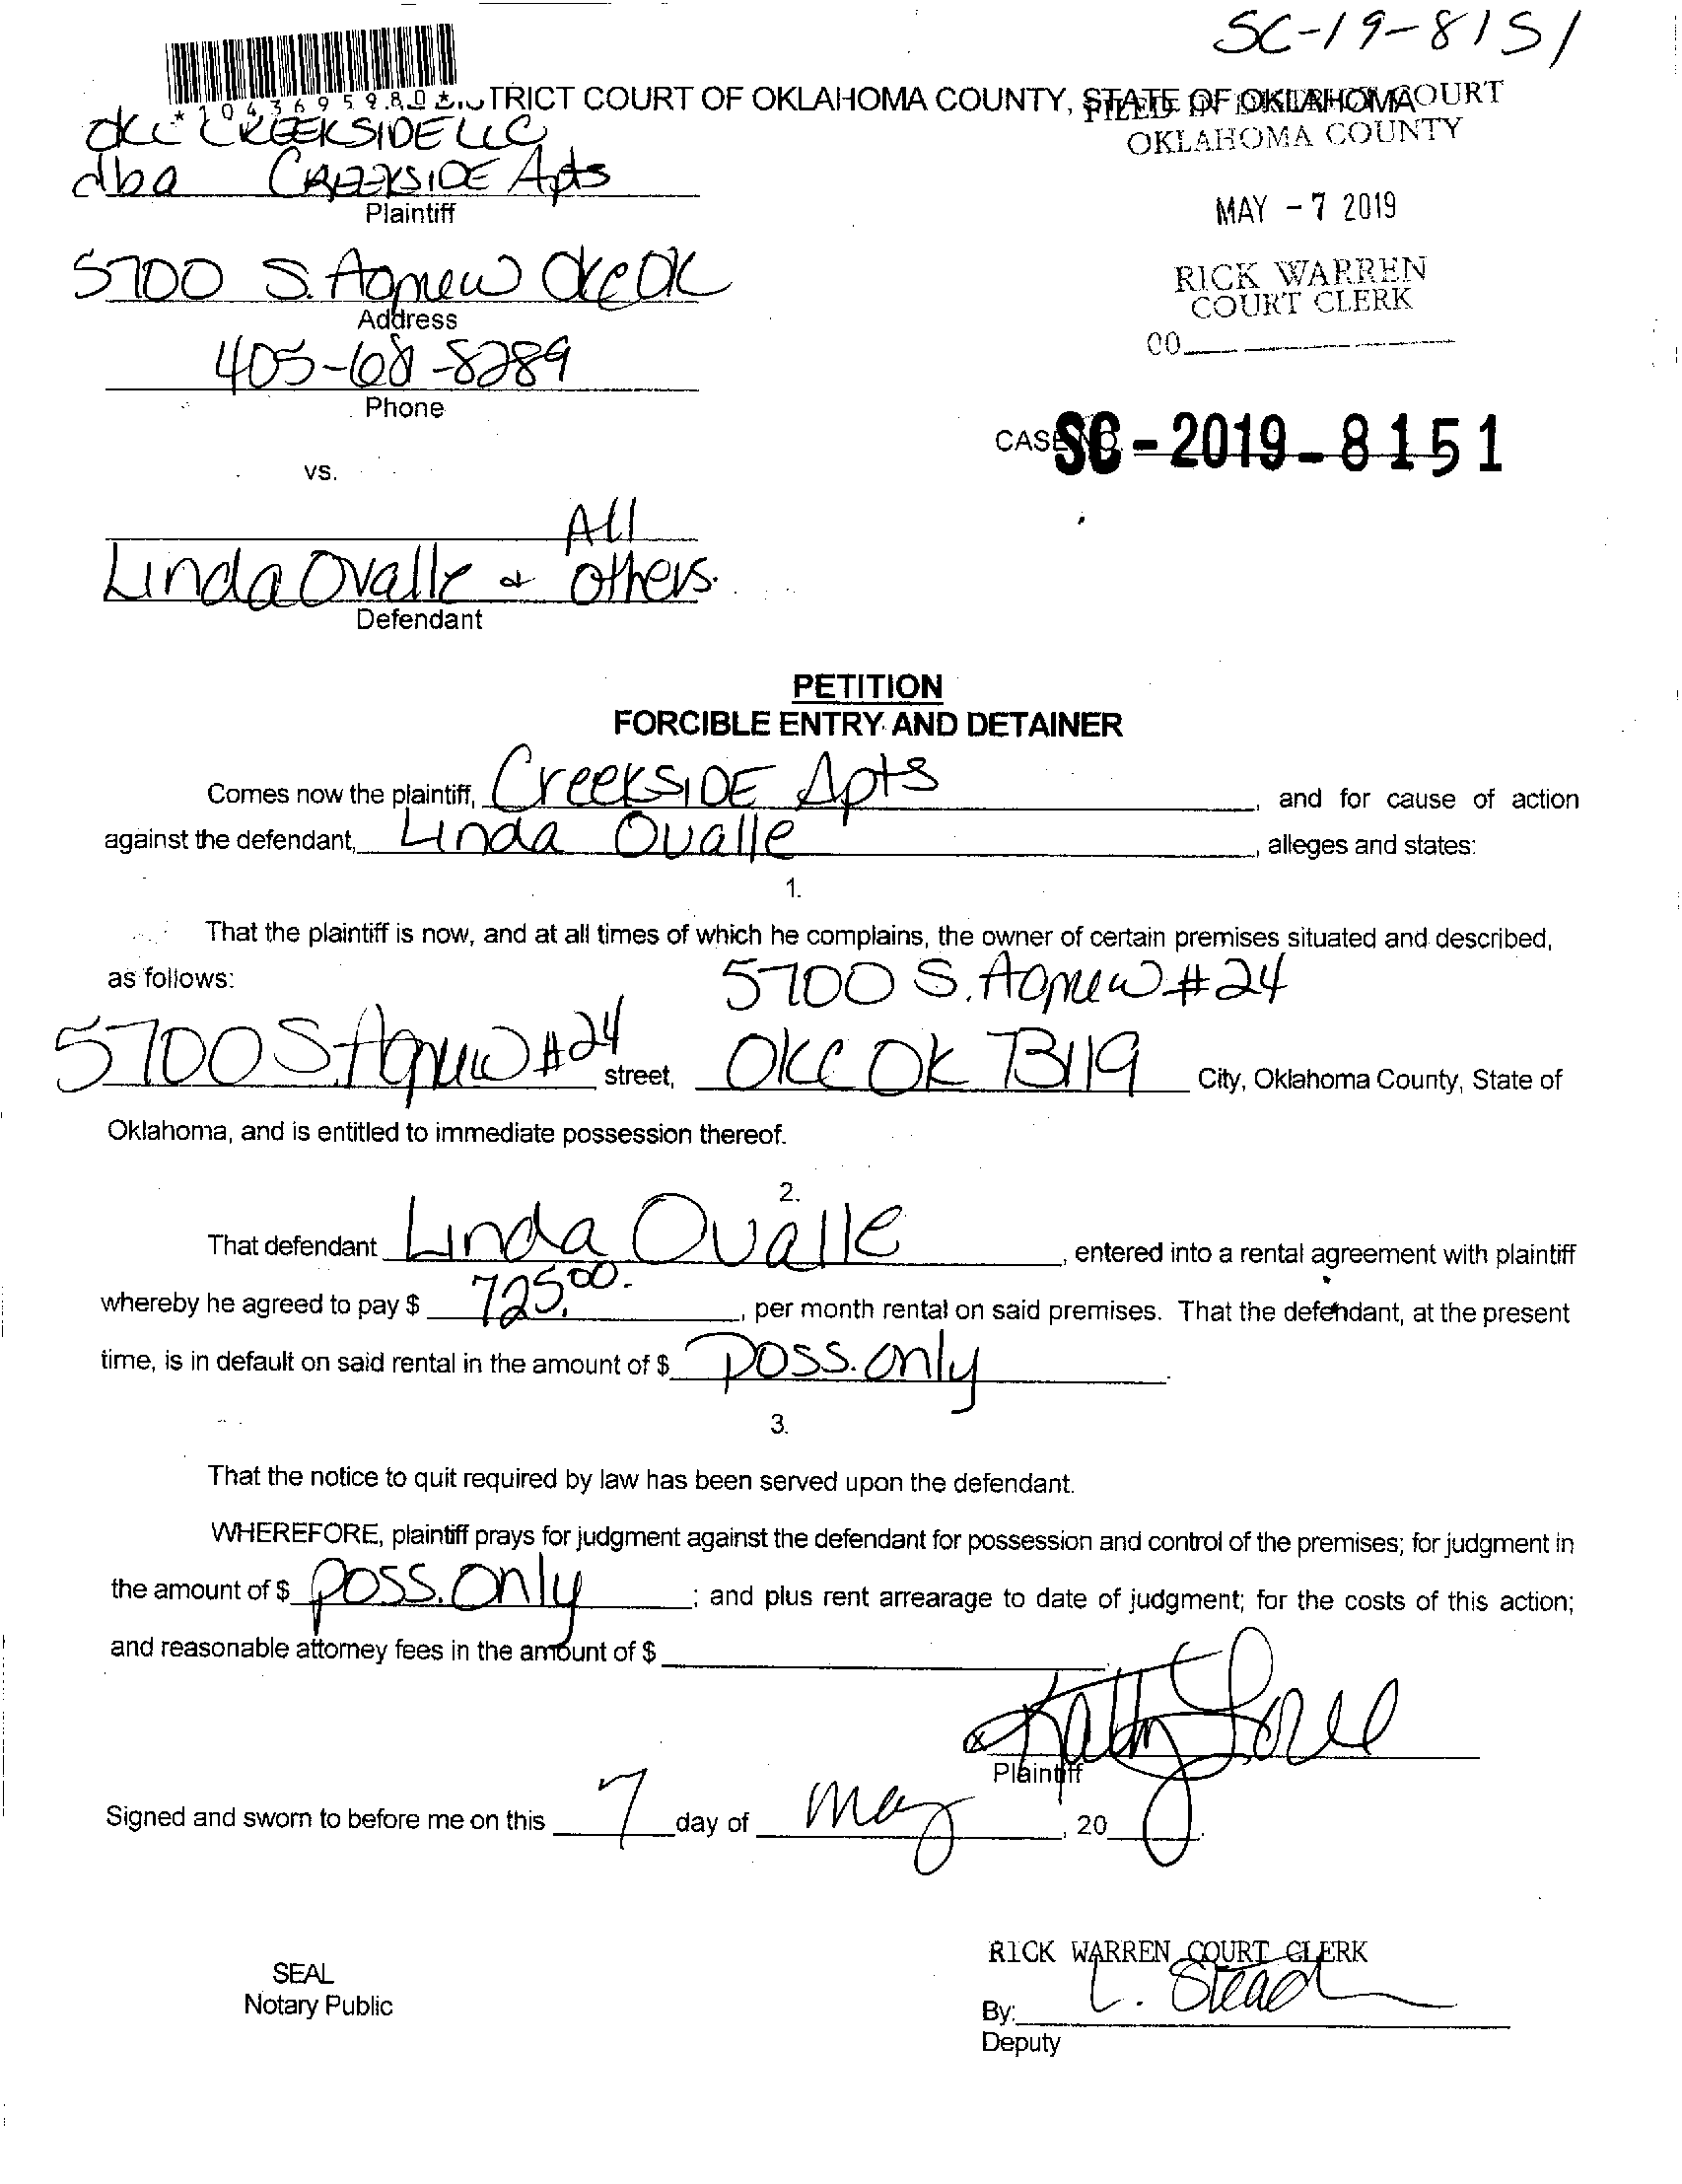 SC-19-8151
*1043695980*
TRICT COURT OF OKLAHOMA COUNTY, STATE OF OKLAHOMA
FILED IN COURT
OKLAHOMA COUNTY
OKC CREEKSIDE LLC
dba CREEKSIDE Apts
Plaintiff
MAY - 7 2019
5700 S. Agnew OKC OK
Address
RICK WARREN
COURT CLERK
405-68 -8289
Phone
CASE NO. SC - 2019 - 8151
vs.
All
Linda Ovalle & others.
Defendant
PETITION
FORCIBLE ENTRY AND DETAINER
Comes now the plaintiff, CreekSIDE Apts, and for cause of action
against the defendant, Linda Ovalle, alleges and states:
1.
That the plaintiff is now, and at all times of which he complains, the owner of certain premises situated and described,
as follows: 5700 S. Agnew #24
5700 S. Agnew #24 street, OKC OK 73119 City, Oklahoma County, State of
Oklahoma, and is entitled to immediate possession thereof.
2.
That defendant Linda Ovalle, entered into a rental agreement with plaintiff
whereby he agreed to pay $ 725.00., per month rental on said premises. That the defendant, at the present
time, is in default on said rental in the amount of $ Poss. only.
3.
That the notice to quit required by law has been served upon the defendant.
WHEREFORE, plaintiff prays for judgment against the defendant for possession and control of the premises; for judgment in
the amount of $ Poss. Only; and plus rent arrearage to date of judgment; for the costs of this action;
and reasonable attorney fees in the amount of $
Plaintiff
Signed and sworn to before me on this 7 day of May, 20
RICK WARREN COURT CLERK
SEAL
Notary Public
By: L. Stead
Deputy